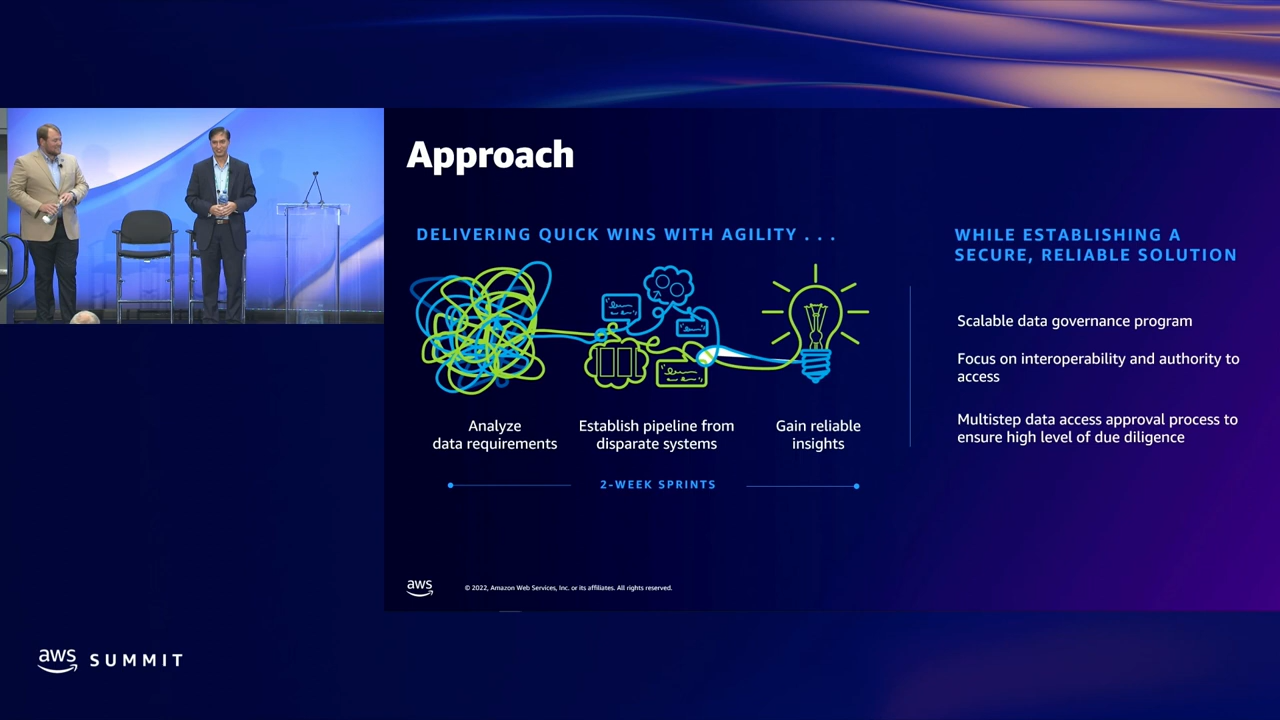 Approach
DELIVERING QUICK WINS WITH AGILITY . . .
WHILE ESTABLISHING A
SECURE, RELIABLE SOLUTION
Analyze
data requirements
Establish pipeline from
disparate systems
Gain reliable
insights
2-WEEK SPRINTS
Scalable data governance program
Focus on interoperability and authority to
access
Multistep data access approval process to
ensure high level of due diligence
aws
© 2022, Amazon Web Services, Inc. or its affiliates. All rights reserved.
aws SUMMIT